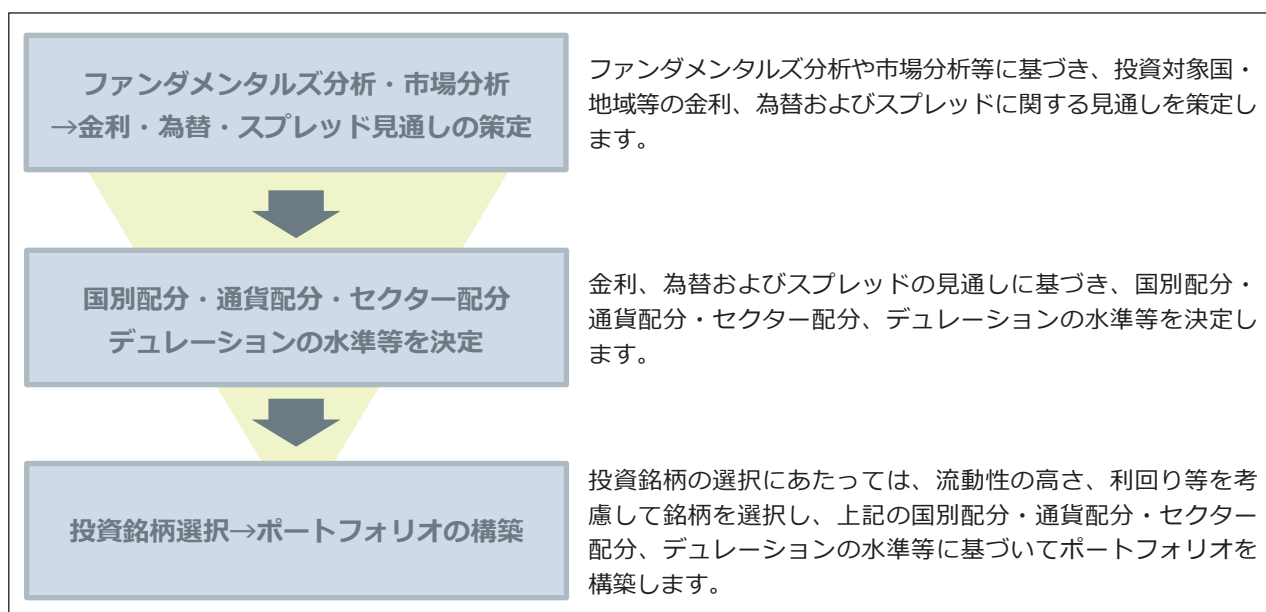 ファンダメンタルズ分析・市場分析
→金利・為替・スプレッド見通しの策定
ファンダメンタルズ分析や市場分析等に基づき、投資対象国・
地域等の金利、為替およびスプレッドに関する見通しを策定し
ます。
国別配分・通貨配分・セクター配分
デュレーションの水準等を決定
金利、為替およびスプレッドの見通しに基づき、国別配分・
通貨配分・セクター配分、デュレーションの水準等を決定し
ます。
投資銘柄選択→ポートフォリオの構築
投資銘柄の選択にあたっては、流動性の高さ、利回り等を考
慮して銘柄を選択し、上記の国別配分・通貨配分・セクター
配分、デュレーションの水準等に基づいてポートフォリオを
構築します。